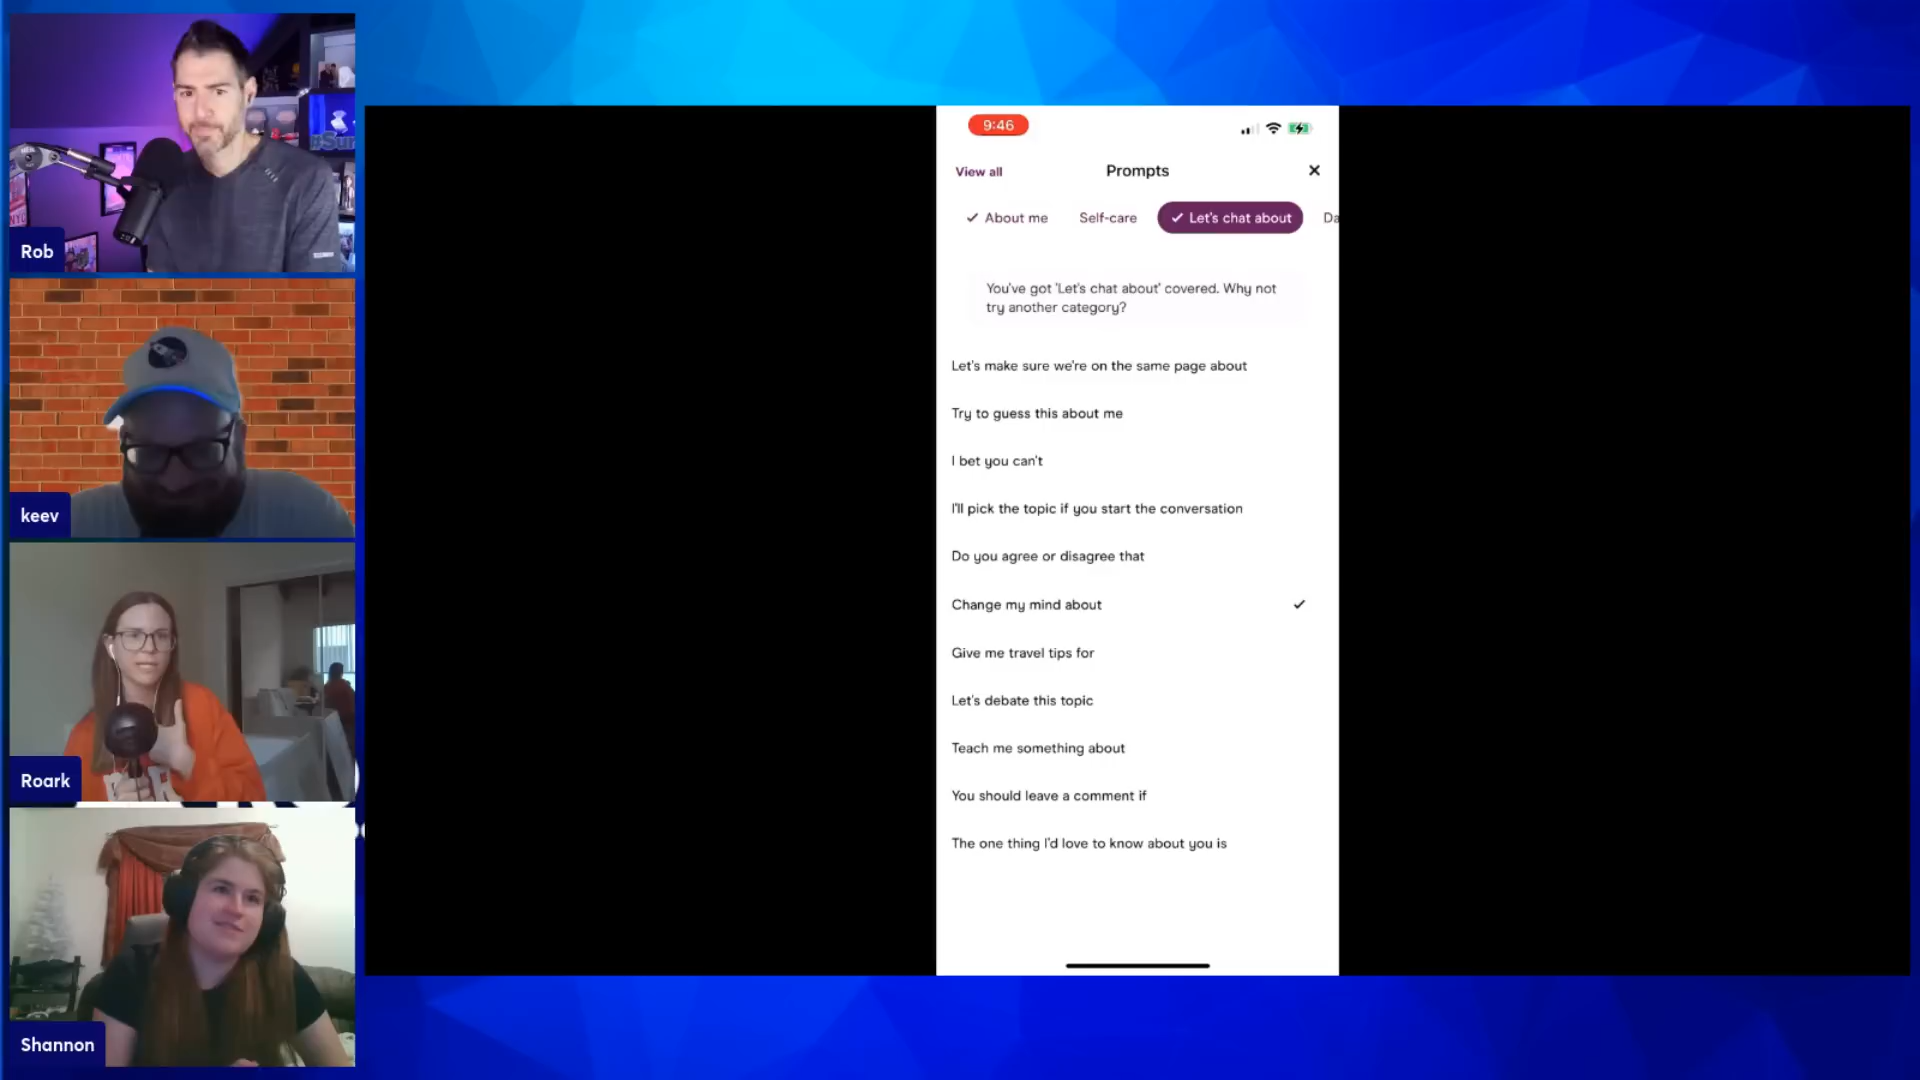 Rob
keev
Roark
Shannon
NYC
#Sur
9:46
View all
Prompts
About me
Self-care
Let's chat about
Da
You've got 'Let's chat about' covered. Why not
try another category?
Let's make sure we're on the same page about
Try to guess this about me
I bet you can't
I'll pick the topic if you start the conversation
Do you agree or disagree that
Change my mind about
Give me travel tips for
Let's debate this topic
Teach me something about
You should leave a comment if
The one thing I'd love to know about you is